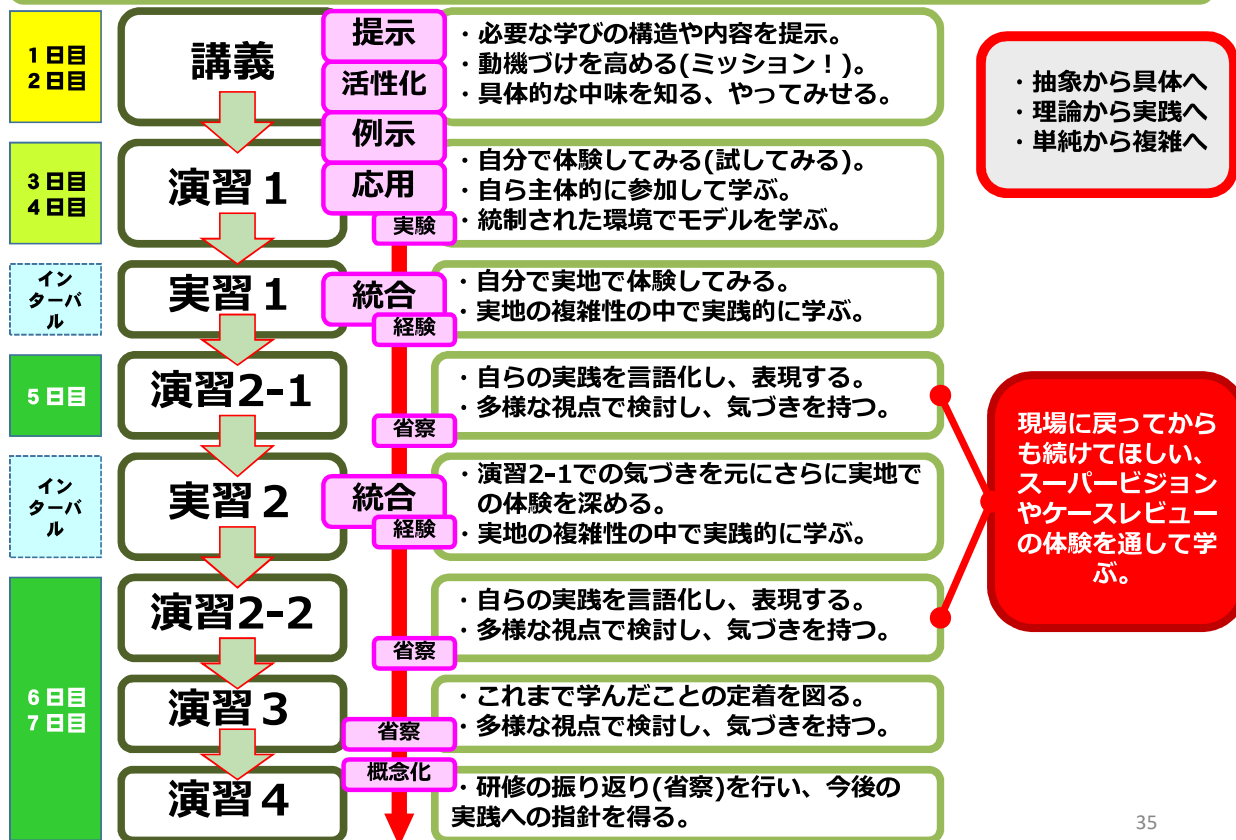 1日目
2日目
講義
提示
活性化
例示
・必要な学びの構造や内容を提示。
・動機づけを高める(ミッション！)。
・具体的な中味を知る、やってみせる。
・抽象から具体へ
・理論から実践へ
・単純から複雑へ
3日目
4日目
演習１
応用
実験
・自分で体験してみる(試してみる)。
・自ら主体的に参加して学ぶ。
・統制された環境でモデルを学ぶ。
イン
ターバ
ル
実習１
統合
経験
・自分で実地で体験してみる。
・実地の複雑性の中で実践的に学ぶ。
5日目
演習2-1
省察
・自らの実践を言語化し、表現する。
・多様な視点で検討し、気づきを持つ。
現場に戻ってから
も続けてほしい、
スーパービジョン
やケースレビュー
の体験を通して学
ぶ。
イン
ターバ
ル
実習２
統合
経験
・演習2-1での気づきを元にさらに実地で
の体験を深める。
・実地の複雑性の中で実践的に学ぶ。
6日目
7日目
演習2-2
省察
・自らの実践を言語化し、表現する。
・多様な視点で検討し、気づきを持つ。
演習３
省察
・これまで学んだことの定着を図る。
・多様な視点で検討し、気づきを持つ。
演習４
概念化
・研修の振り返り(省察)を行い、今後の
実践への指針を得る。
35